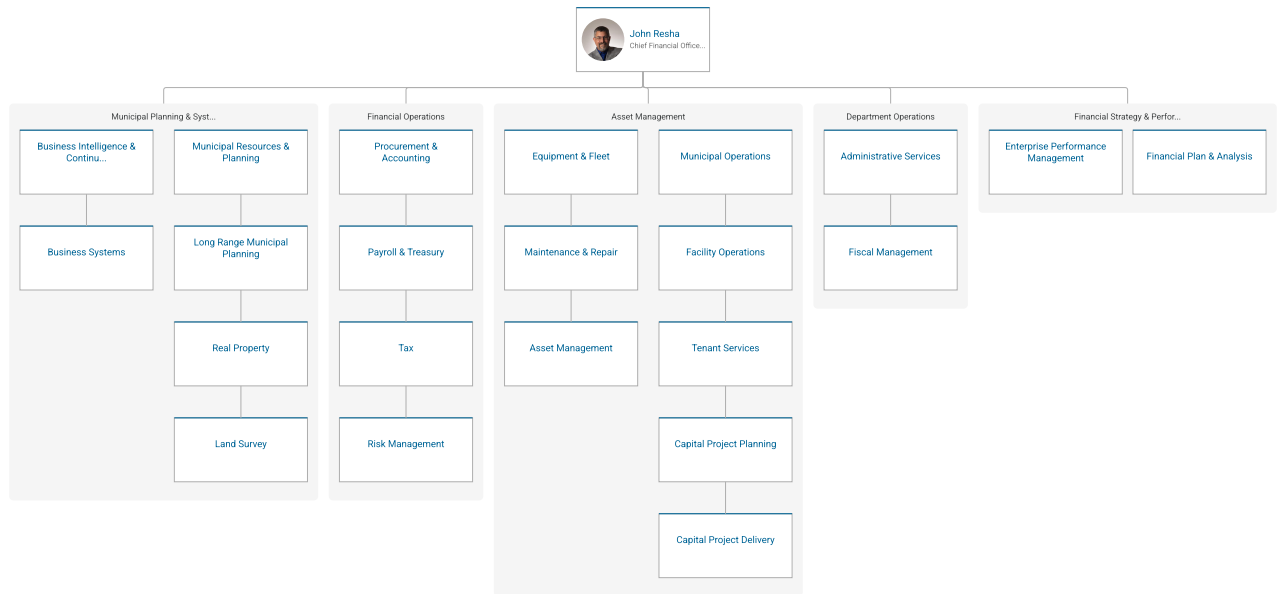 John Resha
Chief Financial Office...
Municipal Planning & Syst...
Business Intelligence &
Continu...
Business Systems
Municipal Resources &
Planning
Long Range Municipal
Planning
Real Property
Land Survey
Financial Operations
Procurement &
Accounting
Payroll & Treasury
Tax
Risk Management
Asset Management
Equipment & Fleet
Maintenance & Repair
Asset Management
Municipal Operations
Facility Operations
Tenant Services
Capital Project Planning
Capital Project Delivery
Department Operations
Administrative Services
Fiscal Management
Financial Strategy & Perfor...
Enterprise Performance
Management
Financial Plan & Analysis